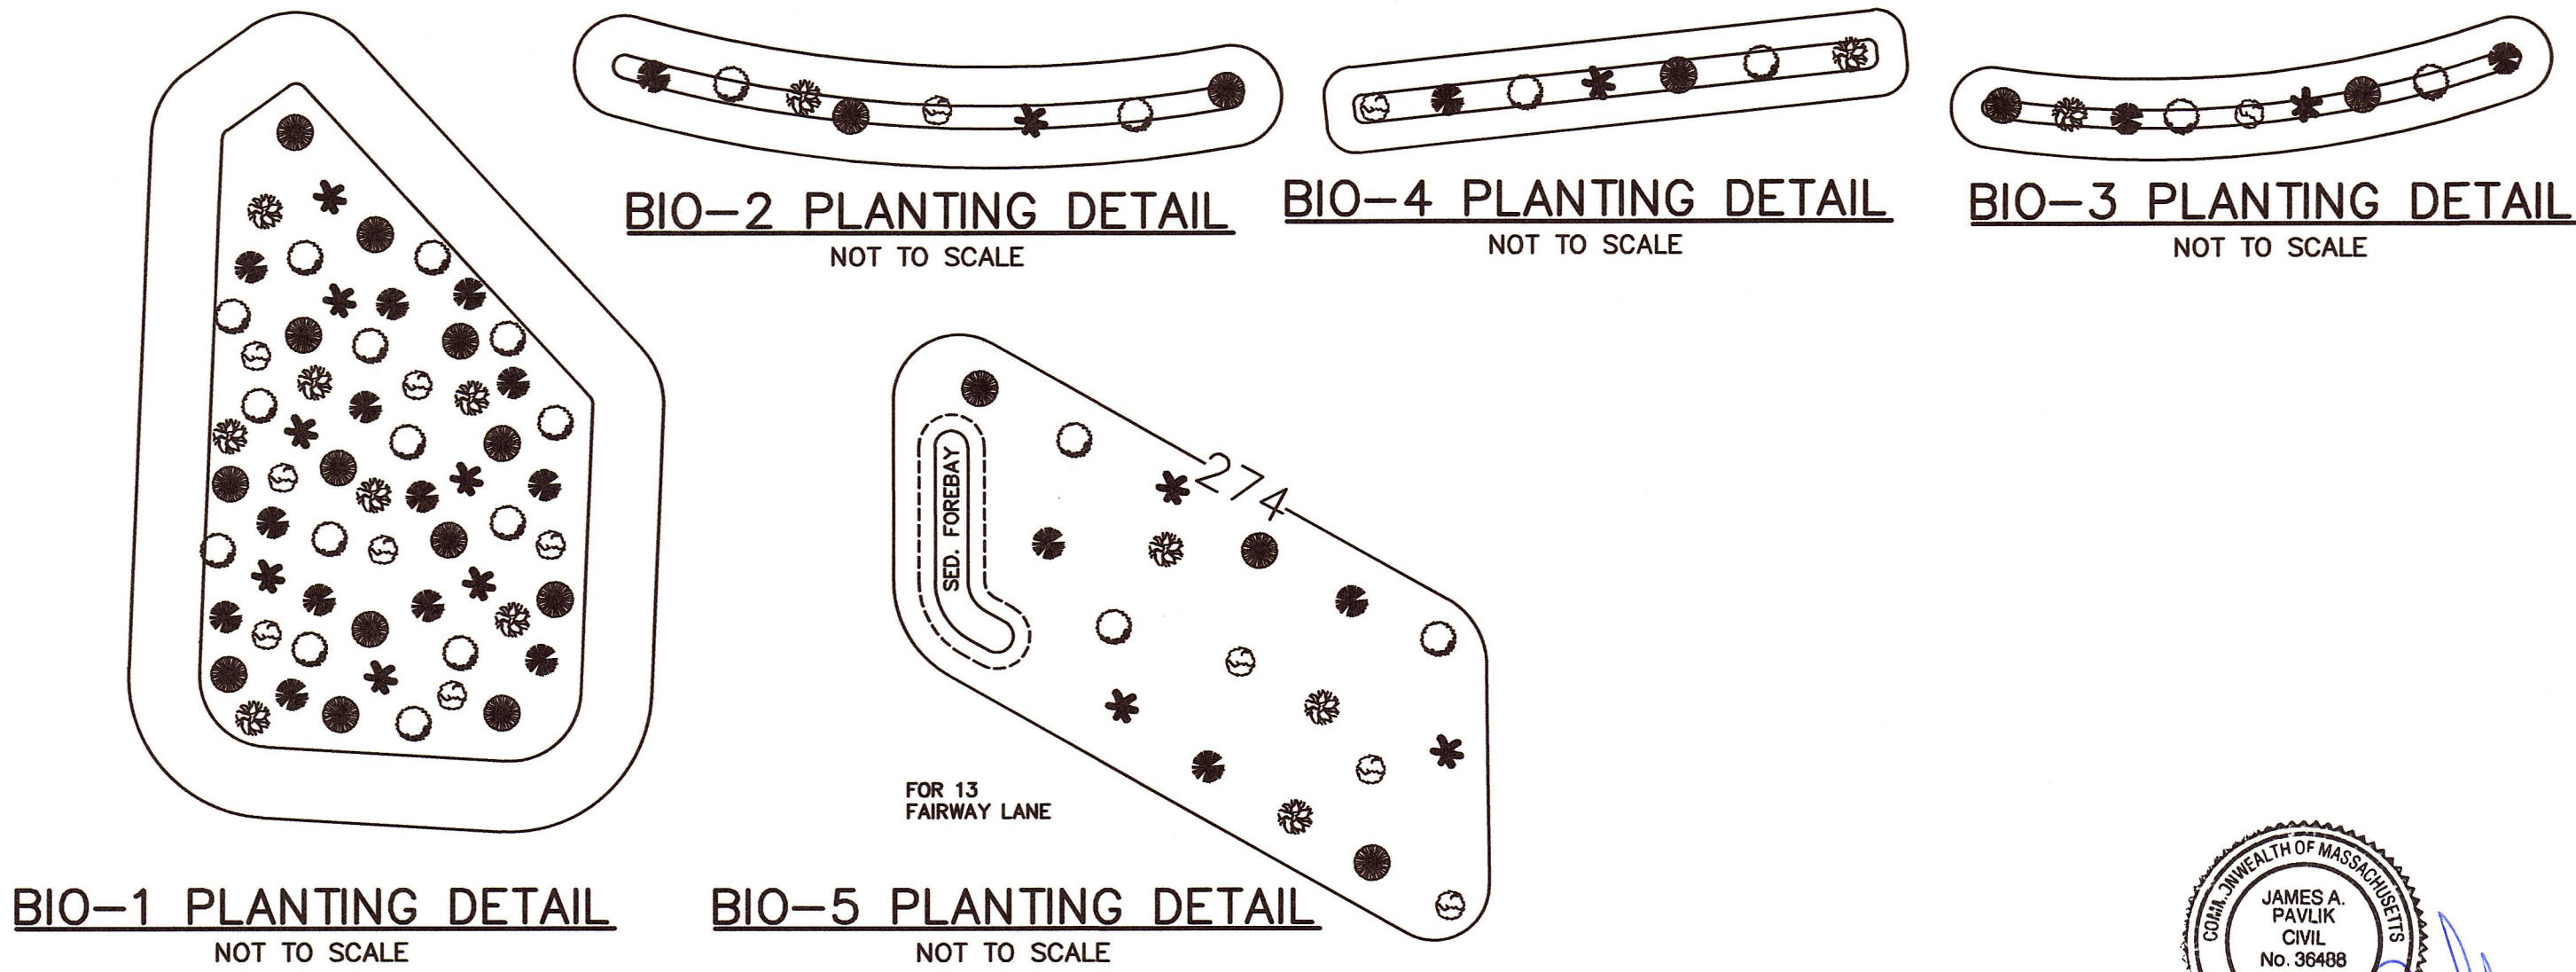 BIO-2 PLANTING DETAIL
NOT TO SCALE
BIO-4 PLANTING DETAIL
NOT TO SCALE
BIO-3 PLANTING DETAIL
NOT TO SCALE
274
SED. FOREBAY
FOR 13
FAIRWAY LANE
BIO-1 PLANTING DETAIL
NOT TO SCALE
BIO-5 PLANTING DETAIL
NOT TO SCALE
COMMONWEALTH OF MASSACHUSETTS
JAMES A.
PAVLIK
CIVIL
No. 36488